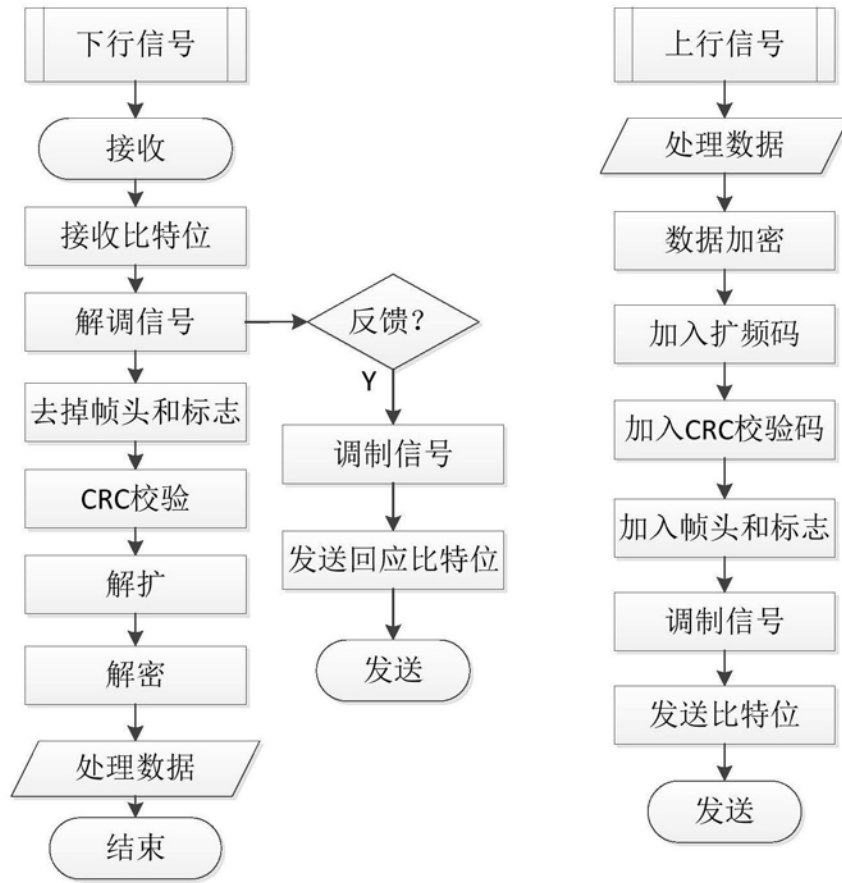 下行信号
接收
接收比特位
解调信号
去掉帧头和标志
CRC校验
解扩
解密
处理数据
结束
反馈？
Y
调制信号
发送回应比特位
发送
上行信号
处理数据
数据加密
加入扩频码
加入CRC校验码
加入帧头和标志
调制信号
发送比特位
发送